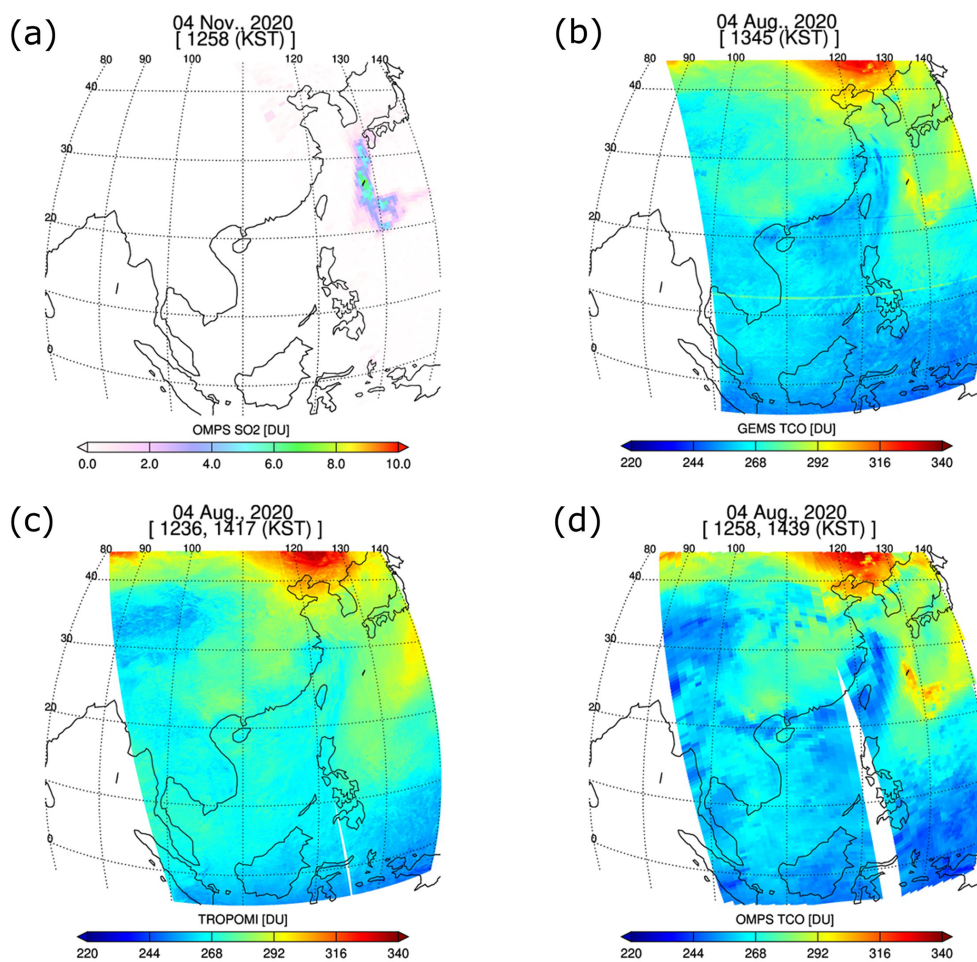 (a)
04 Nov., 2020
[ 1258 (KST) ]
80 90 100 110 120 130 140
40
30
20
10
0
OMPS SO2 [DU]
0.0 2.0 4.0 6.0 8.0 10.0
(b)
04 Aug., 2020
[ 1345 (KST) ]
80 90 100 110 120 130 140
40
30
20
10
0
GEMS TCO [DU]
220 244 268 292 316 340
(c)
04 Aug., 2020
[ 1236, 1417 (KST) ]
80 90 100 110 120 130 140
40
30
20
10
0
TROPOMI [DU]
220 244 268 292 316 340
(d)
04 Aug., 2020
[ 1258, 1439 (KST) ]
80 90 100 110 120 130 140
40
30
20
10
0
OMPS TCO [DU]
220 244 268 292 316 340